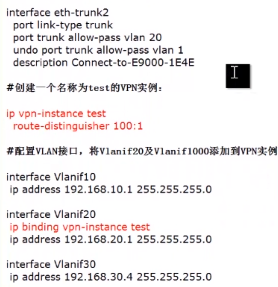 interface eth-trunk2
port link-type trunk
port trunk allow-pass vlan 20
undo port trunk allow-pass vlan 1
description Connect-to-E9000-1E4E
#创建一个名称为test的VPN实例:
ip vpn-instance test
route-distinguisher 100:1
#配置VLAN接口，将Vlanif20及Vlanif1000添加到VPN实例
interface Vlanif10
ip address 192.168.10.1 255.255.255.0
interface Vlanif20
ip binding vpn-instance test
ip address 192.168.20.1 255.255.255.0
interface Vlanif30
ip address 192.168.30.4 255.255.255.0